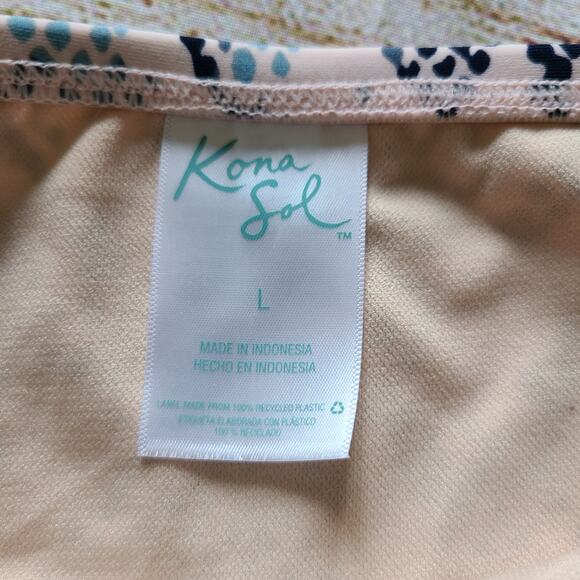 Kona
Sol
™
L
MADE IN INDONESIA
HECHO EN INDONESIA
LABEL MADE FROM 100% RECYCLED PLASTIC
ETIQUETA ELABORADA CON PLÁSTICO
100 % RECICLADO